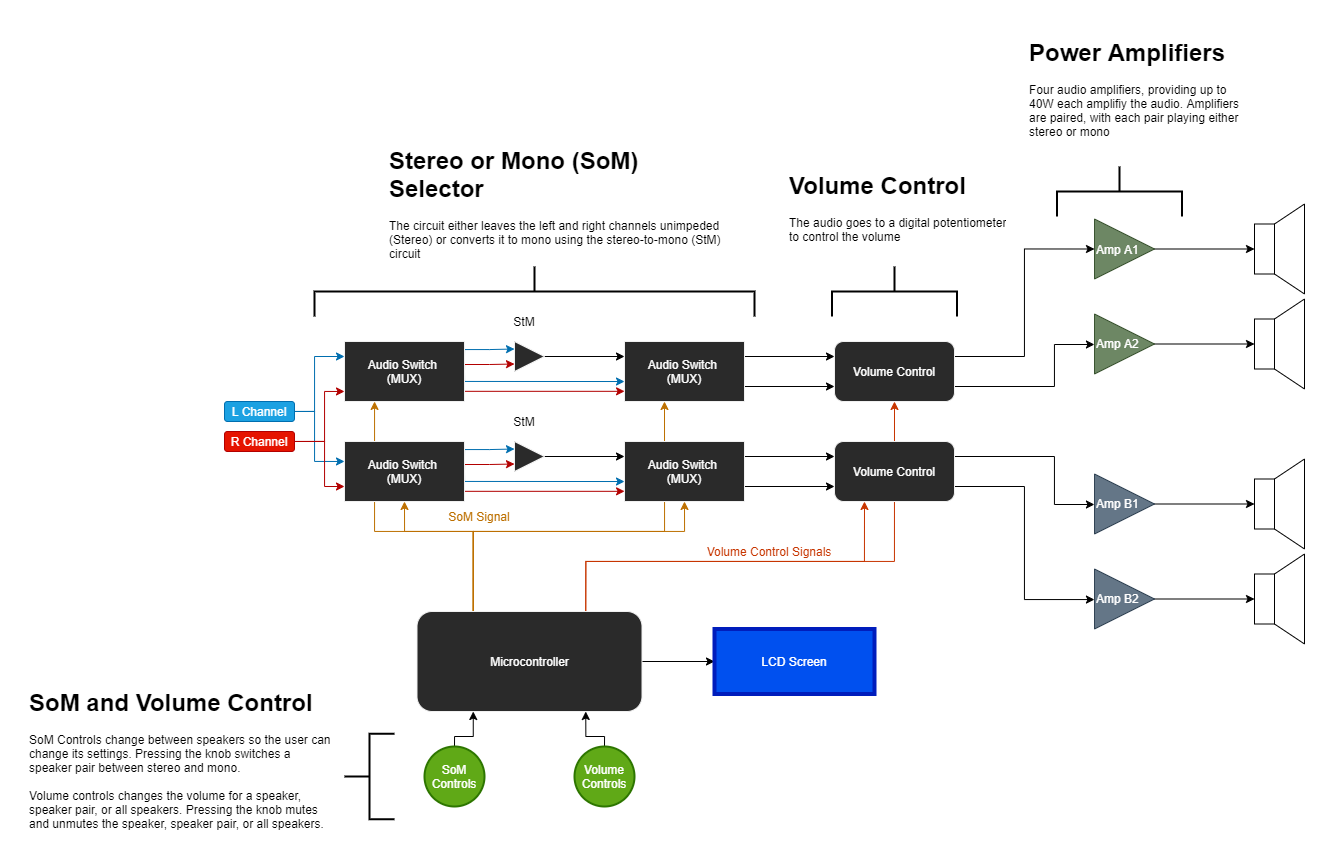 Power Amplifiers
Four audio amplifiers, providing up to
40W each amplifiy the audio. Amplifiers
are paired, with each pair playing either
stereo or mono
Stereo or Mono (SoM)
Selector
The circuit either leaves the left and right channels unimpeded
(Stereo) or converts it to mono using the stereo-to-mono (StM)
circuit
Volume Control
The audio goes to a digital potentiometer
to control the volume
Amp A1
StM
Amp A2
Audio Switch
(MUX)
Audio Switch
(MUX)
Volume Control
L Channel
R Channel
StM
Audio Switch
(MUX)
Audio Switch
(MUX)
Volume Control
Amp B1
SoM Signal
Volume Control Signals
Amp B2
Microcontroller
LCD Screen
SoM and Volume Control
SoM Controls change between speakers so the user can
change its settings. Pressing the knob switches a
speaker pair between stereo and mono.
Volume controls changes the volume for a speaker,
speaker pair, or all speakers. Pressing the knob mutes
and unmutes the speaker, speaker pair, or all speakers.
SoM
Controls
Volume
Controls